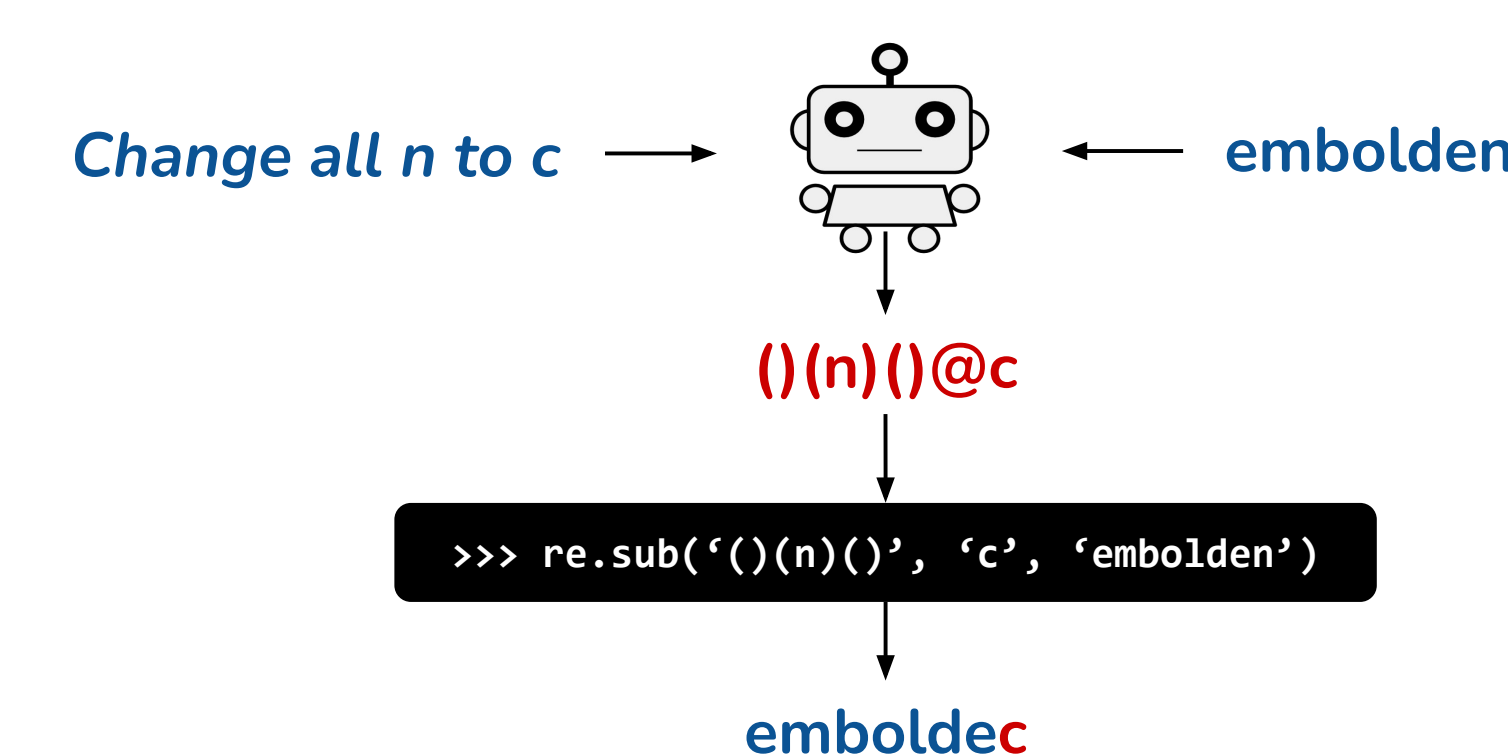 Change all n to c
embolden
()(n)()@c
>>> re.sub(‘()(n)()’, ‘c’, ‘embolden’)
emboldec